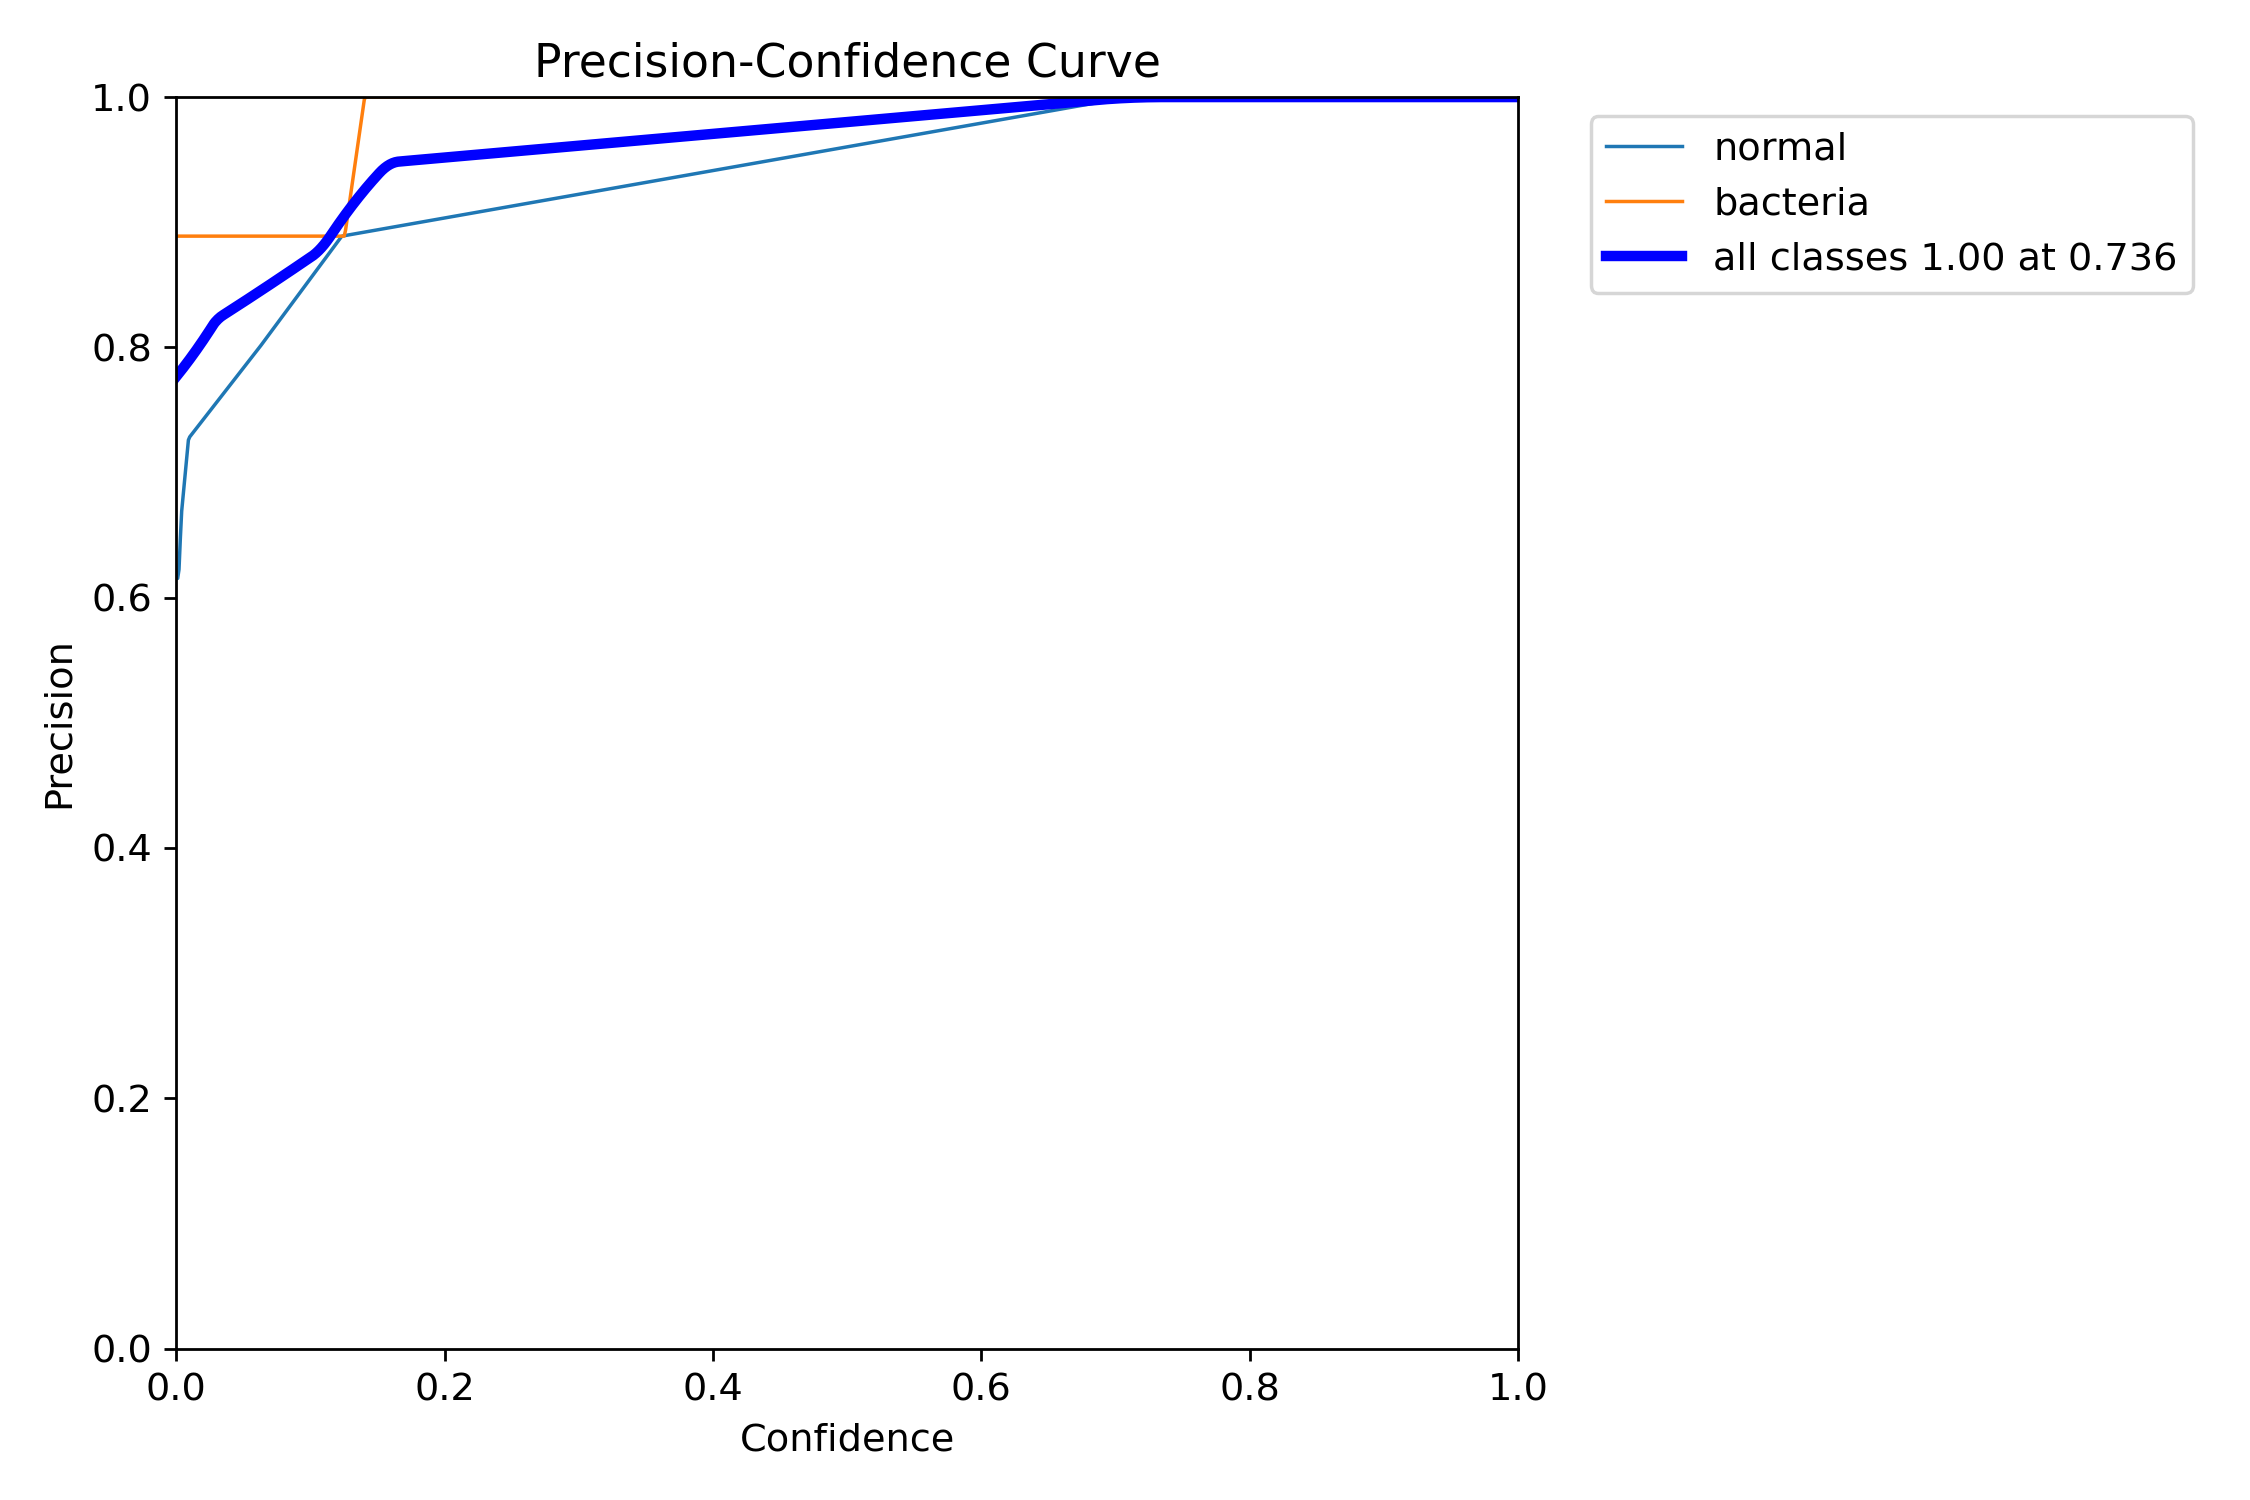 Precision-Confidence Curve
1.0
0.8
0.6
0.4
0.2
0.0
Precision
0.0 0.2 0.4 0.6 0.8 1.0
Confidence
normal
bacteria
all classes 1.00 at 0.736